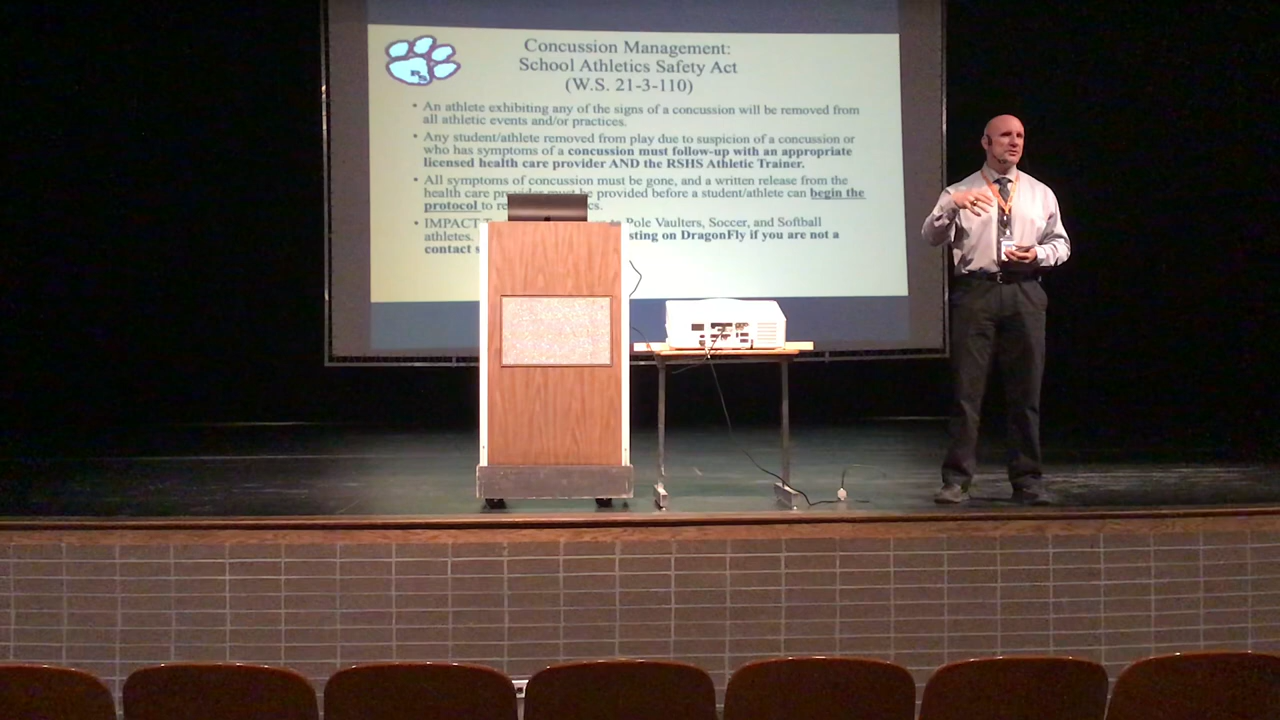 Concussion Management:
School Athletics Safety Act
(W.S. 21-3-110)
• An athlete exhibiting any of the signs of a concussion will be removed from
all athletic events and/or practices.
• Any student/athlete removed from play due to suspicion of a concussion or
who has symptoms of a concussion must follow-up with an appropriate
licensed health care provider AND the RSHS Athletic Trainer.
• All symptoms of concussion must be gone, and a written release from the
health care provider must be provided before a student/athlete can begin the
protocol to
• IMPACT Pole Vaulters, Soccer, and Softball
athletes. sting on DragonFly if you are not a
contact